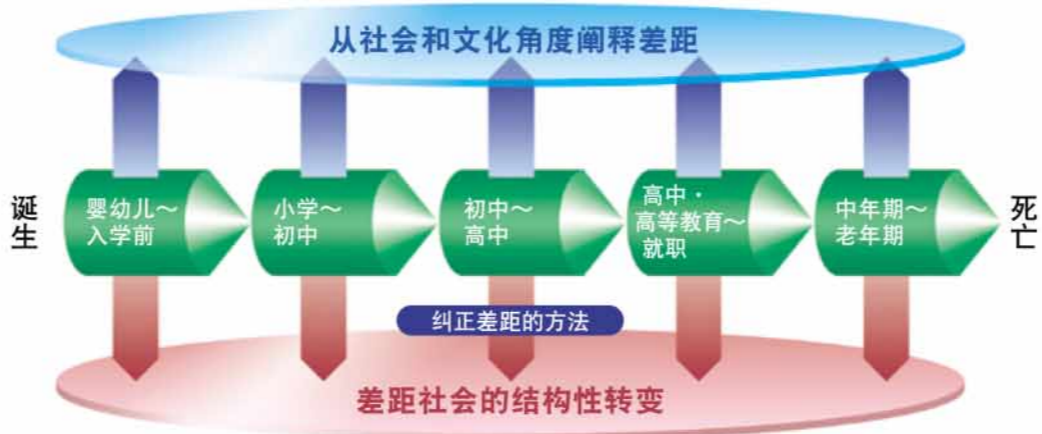 从社会和文化角度阐释差距
诞生
婴幼儿～
入学前
小学～
初中
初中～
高中
高中・
高等教育～
就职
中年期～
老年期
死亡
纠正差距的方法
差距社会的结构性转变